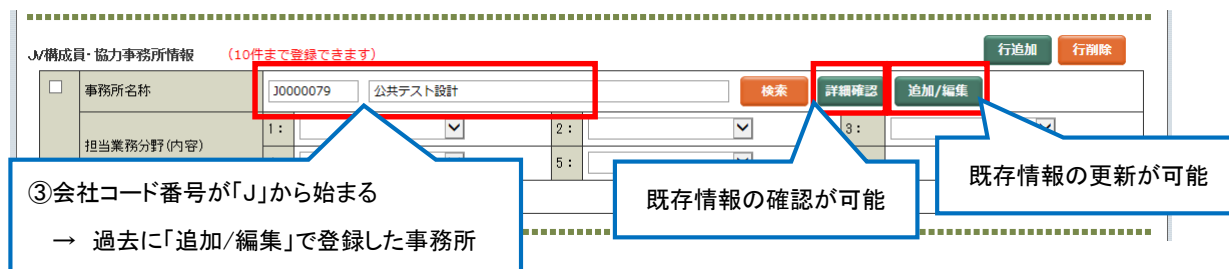 JV構成員・協力事務所情報 (10件まで登録できます) 行追加 行削除
事務所名称 J0000079 公共テスト設計 検索 詳細確認 追加/編集
担当業務分野(内容) 1: 2: 3:
5:
③会社コード番号が「J」から始まる
→ 過去に「追加/編集」で登録した事務所
既存情報の確認が可能
既存情報の更新が可能